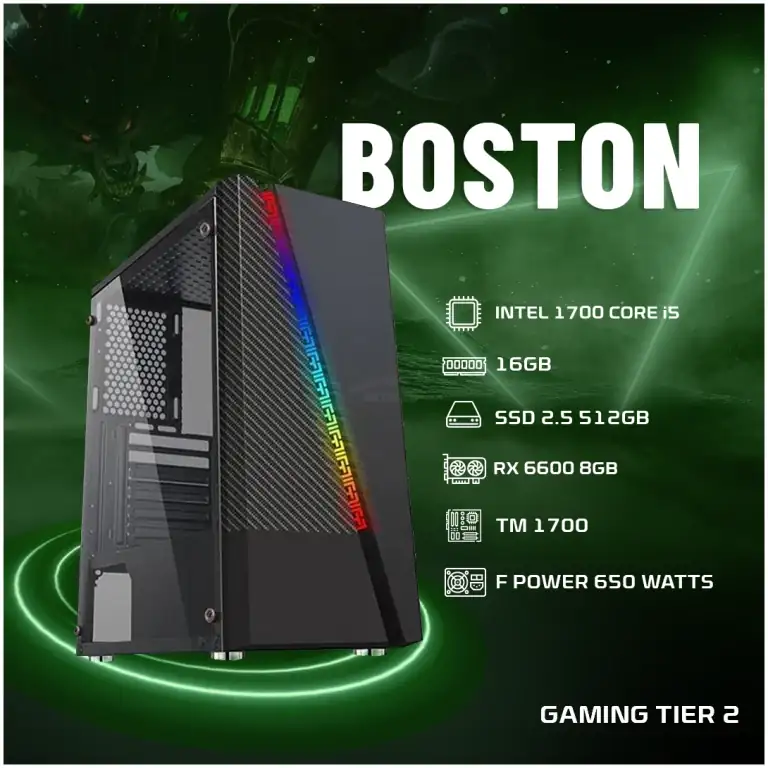 BOSTON
INTEL 1700 CORE i5
16GB
SSD 2.5 512GB
RX 6600 8GB
TM 1700
F POWER 650 WATTS
GAMING TIER 2